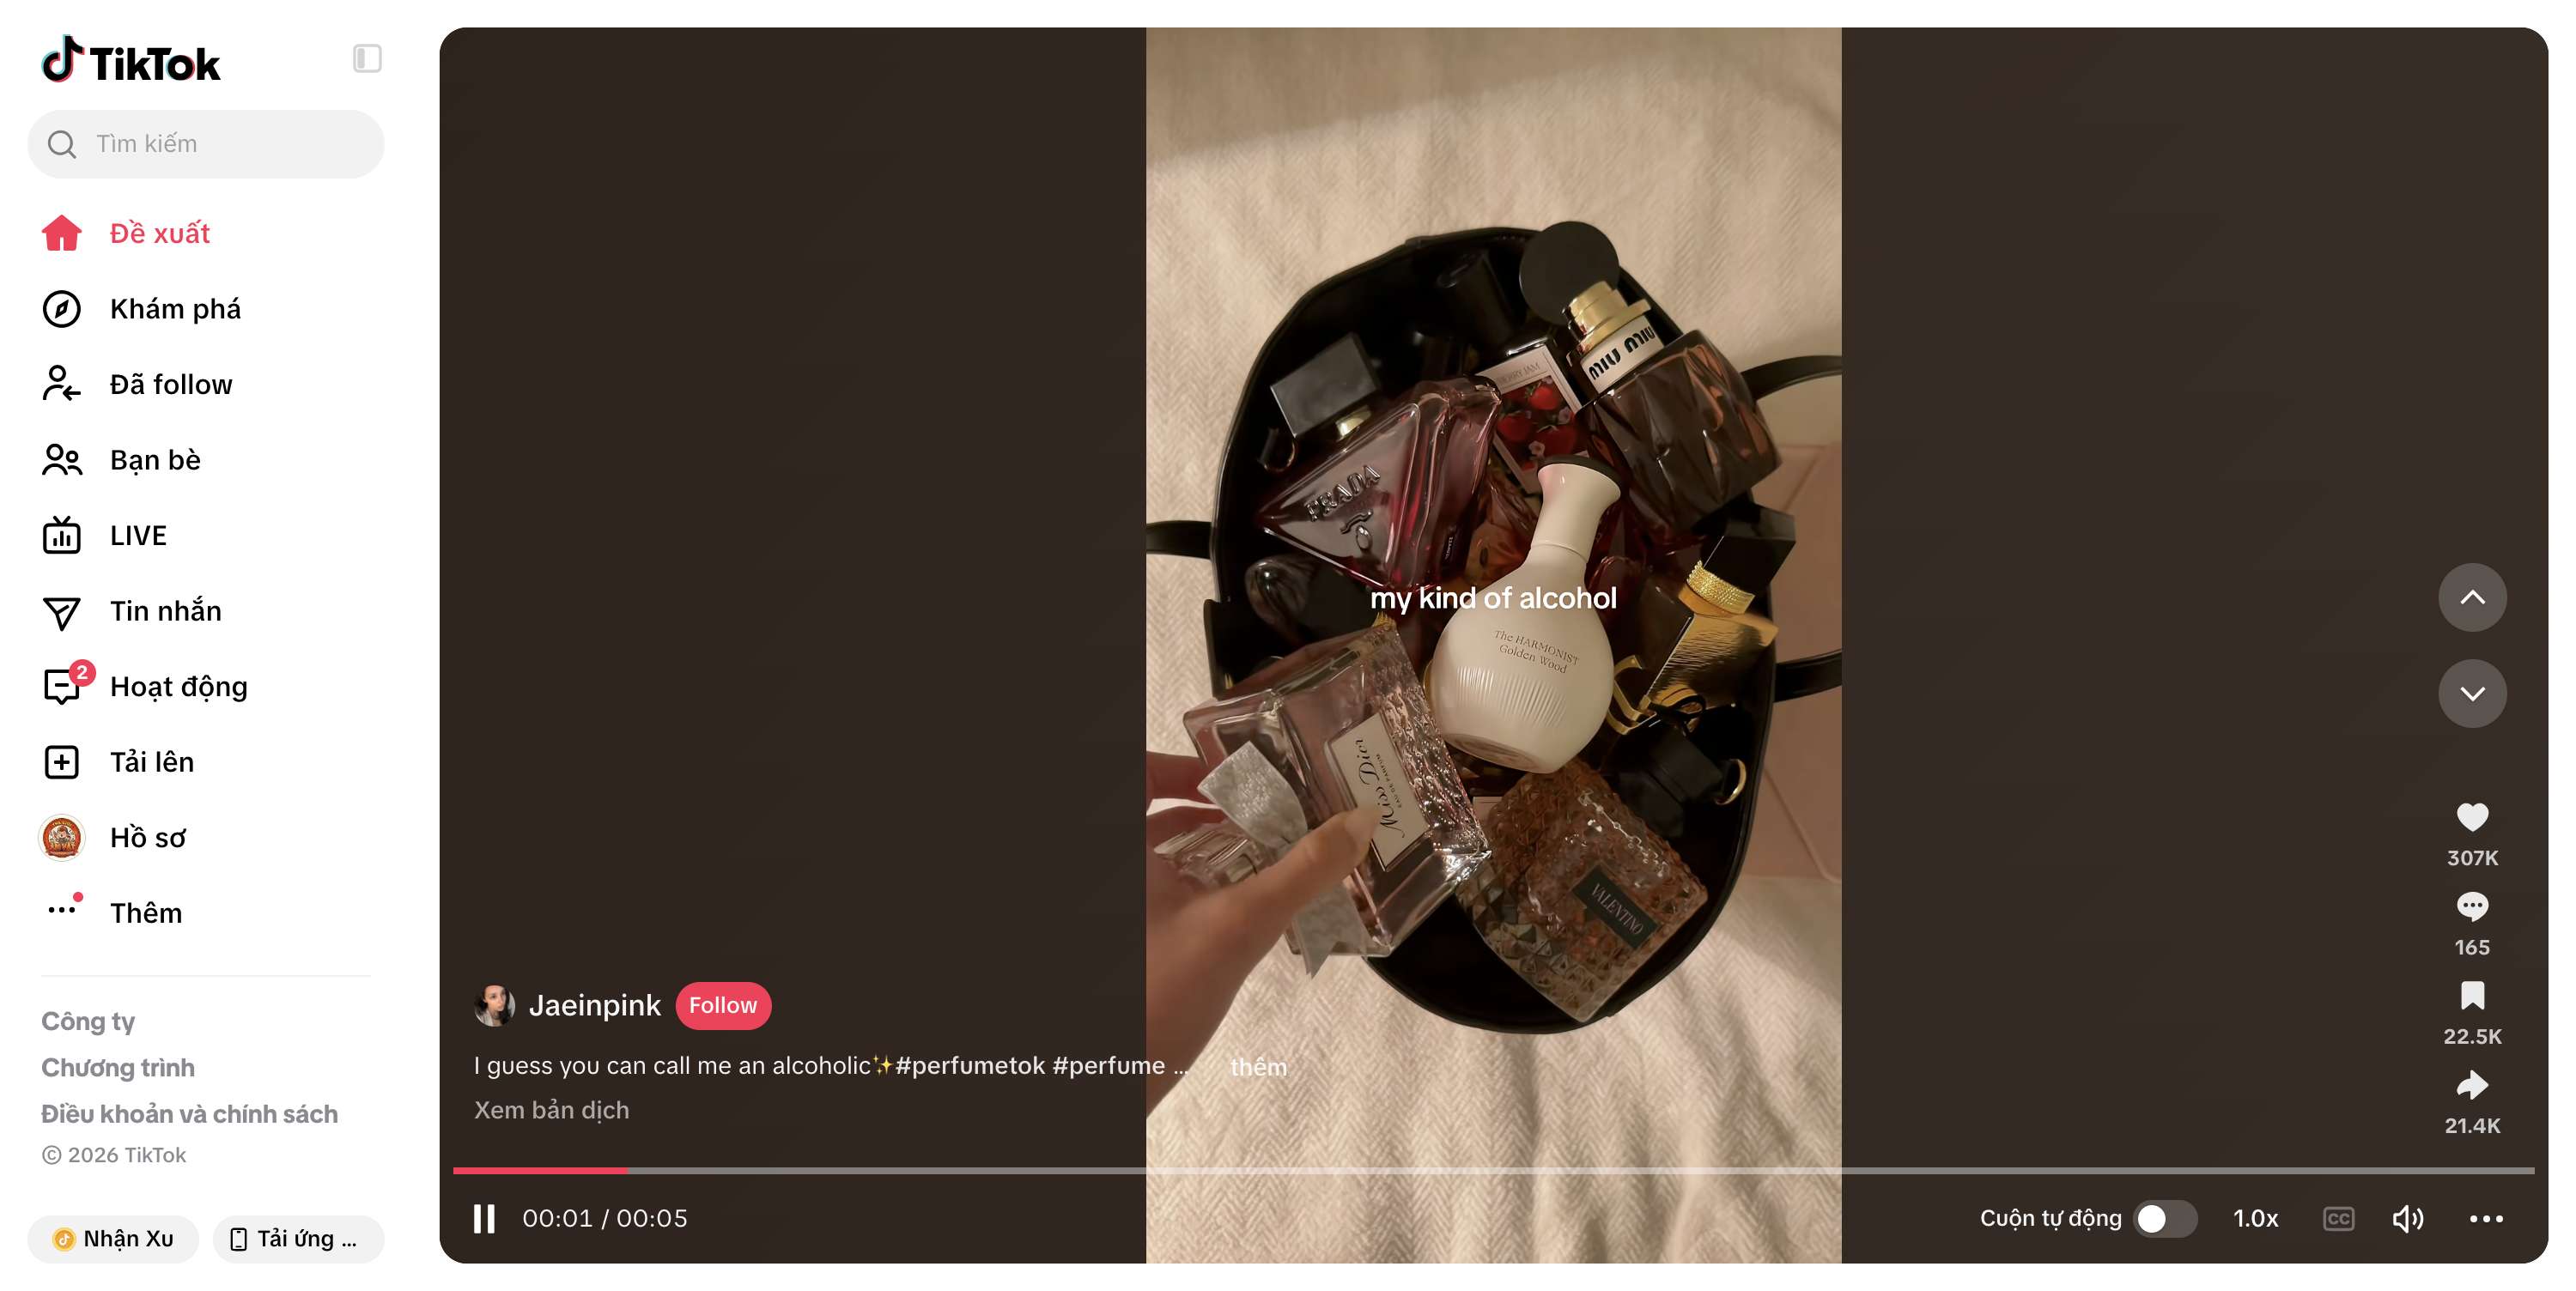 TikTok
Tìm kiếm
Đề xuất
Khám phá
Đã follow
Bạn bè
LIVE
Tin nhắn
2
Hoạt động
Tải lên
Hồ sơ
Thêm
Công ty
Chương trình
Điều khoản và chính sách
© 2026 TikTok
Nhận Xu
Tải ứng ...
MIU MIU
PRADA
my kind of alcohol
The HARMONIST
Golden Wood
Miss Dior
EAU DE PARFUM
VALENTINO
Jaeinpink
Follow
I guess you can call me an alcoholic✨#perfumetok #perfume ... thêm
Xem bản dịch
307K
165
22.5K
21.4K
00:01 / 00:05
Cuộn tự động
1.0x
CC